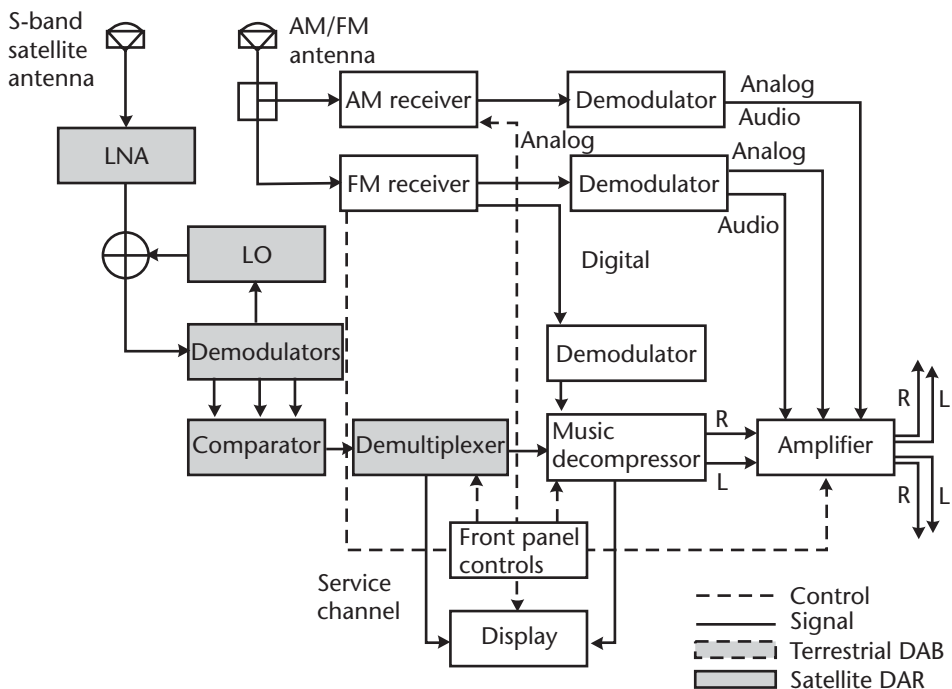 S-band
satellite
antenna
AM/FM
antenna
AM receiver
Demodulator
Analog
Audio
LNA
Analog
Analog
FM receiver
Demodulator
Audio
LO
Digital
Demodulators
Demodulator
Comparator
Demultiplexer
Music
decompressor
R
L
Amplifier
R
L
R
L
Front panel
controls
Service
channel
Display
Control
Signal
Terrestrial DAB
Satellite DAR